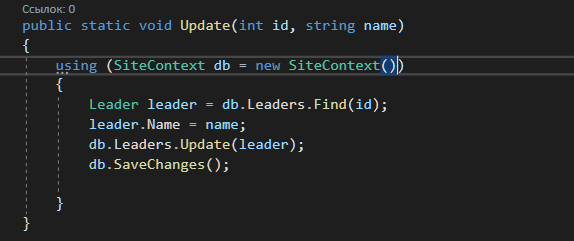 Ссылок: 0
public static void Update(int id, string name)
{
using (SiteContext db = new SiteContext())
{
Leader leader = db.Leaders.Find(id);
leader.Name = name;
db.Leaders.Update(leader);
db.SaveChanges();
}
}